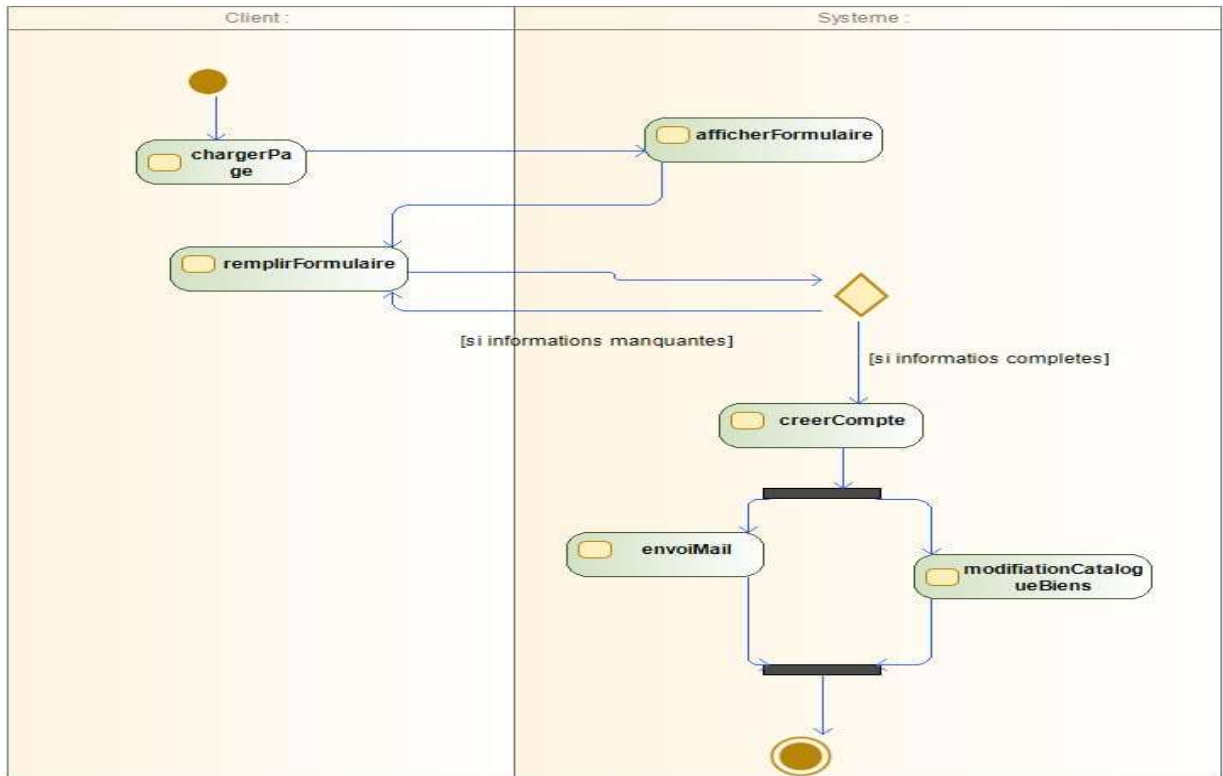 Client :
Systeme :
afficherFormulaire
chargerPa
ge
remplirFormulaire
[si informations manquantes]
[si informatios completes]
creerCompte
envoiMail
modifiationCatalog
ueBiens